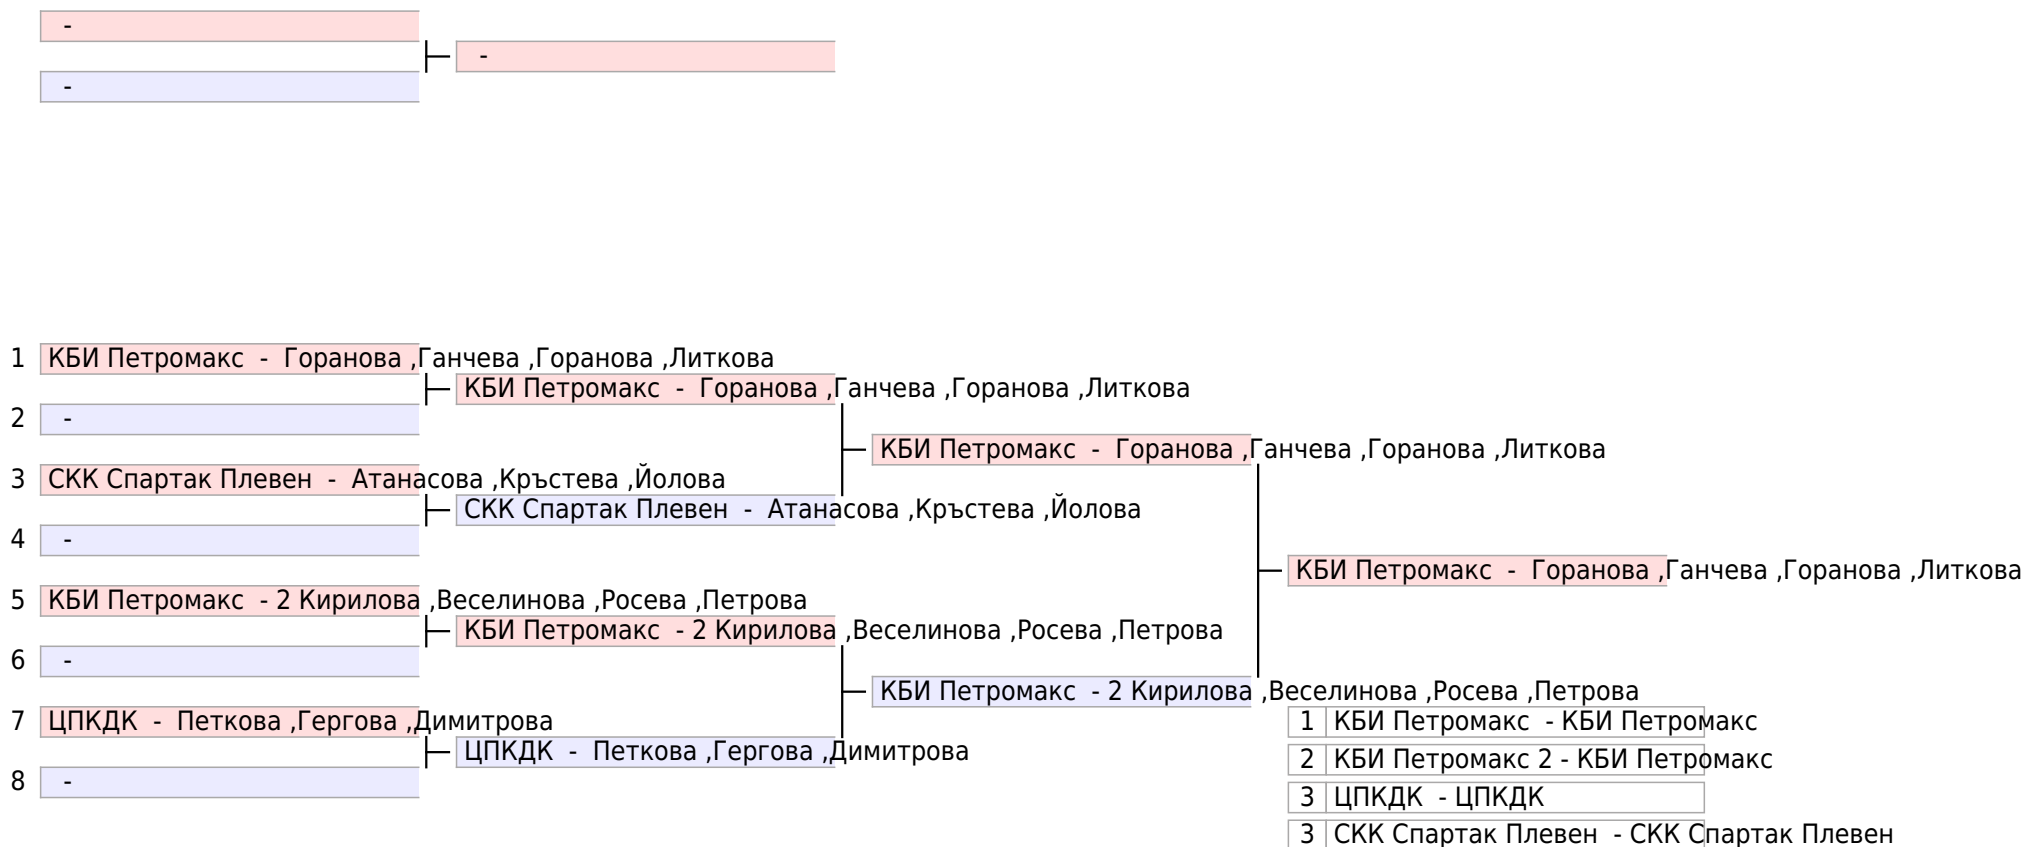 -
-
-
1 КБИ Петромакс - Горанова ,Ганчева ,Горанова ,Литкова
КБИ Петромакс - Горанова ,Ганчева ,Горанова ,Литкова
2 -
КБИ Петромакс - Горанова ,Ганчева ,Горанова ,Литкова
3 СКК Спартак Плевен - Атанасова ,Кръстева ,Йолова
СКК Спартак Плевен - Атанасова ,Кръстева ,Йолова
4 -
КБИ Петромакс - Горанова ,Ганчева ,Горанова ,Литкова
5 КБИ Петромакс - 2 Кирилова ,Веселинова ,Росева ,Петрова
КБИ Петромакс - 2 Кирилова ,Веселинова ,Росева ,Петрова
6 -
КБИ Петромакс - 2 Кирилова ,Веселинова ,Росева ,Петрова
7 ЦПКДК - Петкова ,Гергова ,Димитрова
ЦПКДК - Петкова ,Гергова ,Димитрова
8 -
1 КБИ Петромакс - КБИ Петромакс
2 КБИ Петромакс 2 - КБИ Петромакс
3 ЦПКДК - ЦПКДК
3 СКК Спартак Плевен - СКК Спартак Плевен